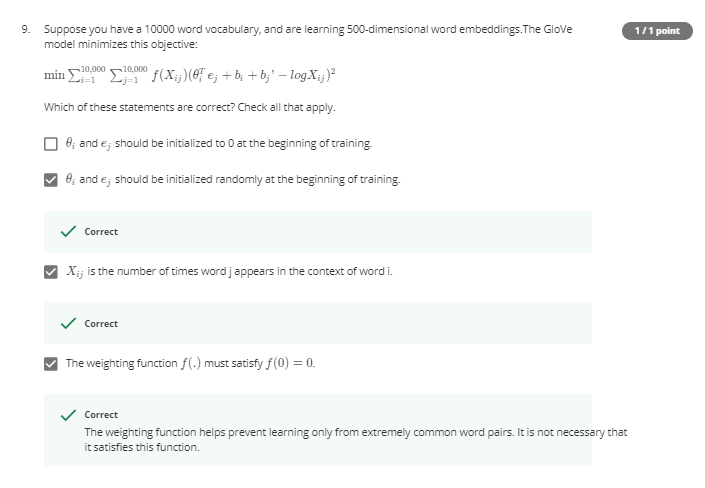 9. Suppose you have a 10000 word vocabulary, and are learning 500-dimensional word embeddings.The GloVe
1 / 1 point
model minimizes this objective:
min ∑_{i=1}^{10,000} ∑_{j=1}^{10,000} f(X_{ij})(θ_i^T e_j + b_i + b_j' − logX_{ij})²
Which of these statements are correct? Check all that apply.
θ_i and e_j should be initialized to 0 at the beginning of training.
θ_i and e_j should be initialized randomly at the beginning of training.
Correct
X_{ij} is the number of times word j appears in the context of word i.
Correct
The weighting function f(.) must satisfy f(0) = 0.
Correct
The weighting function helps prevent learning only from extremely common word pairs. It is not necessary that
it satisfies this function.